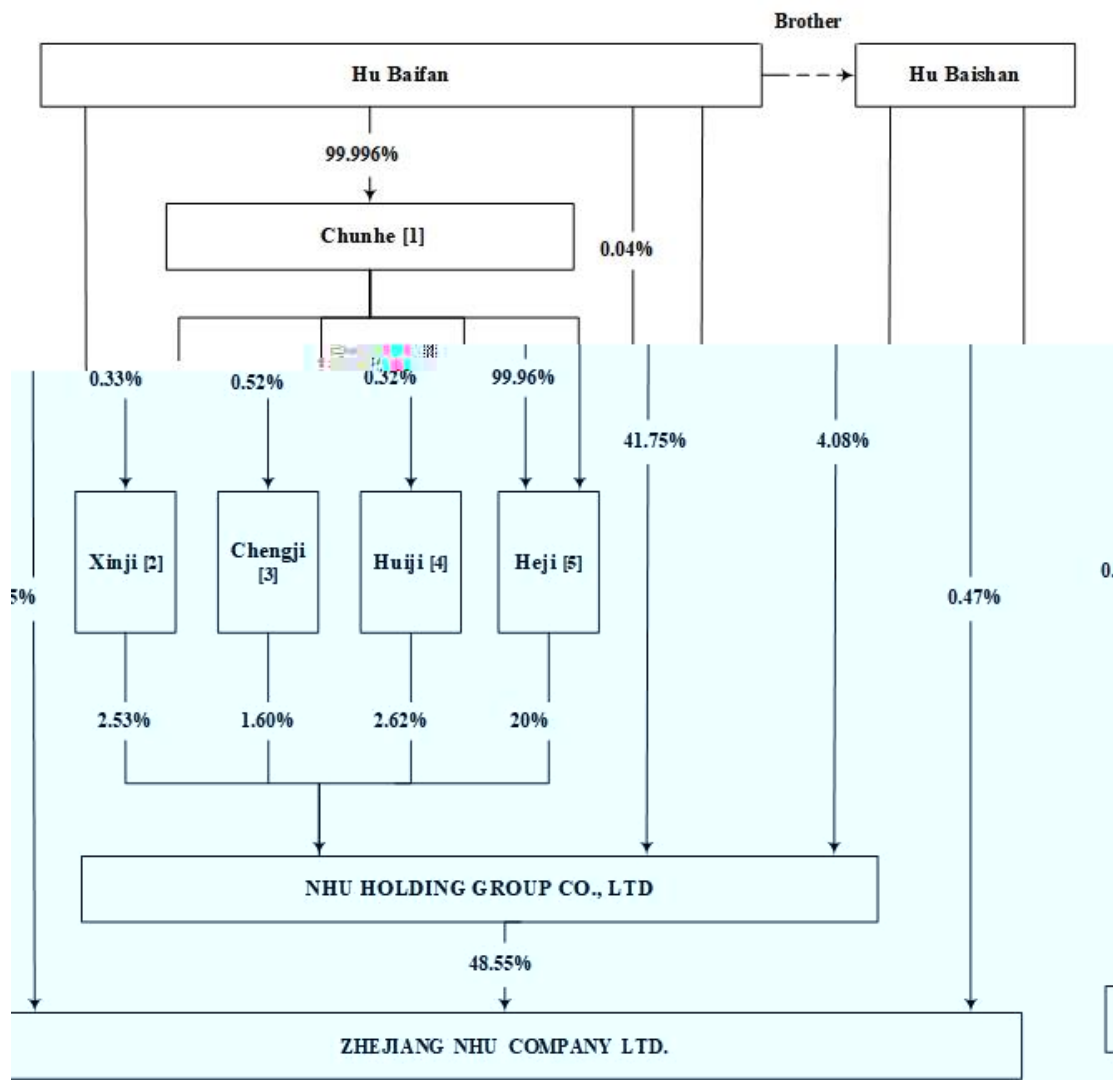 Brother
Hu Baifan
Hu Baishan
99.996%
Chunhe [1]
0.04%
0.33%
0.52%
0.32%
99.96%
41.75%
4.08%
Xinji [2]
Chengji
[3]
Huiji [4]
Heji [5]
5%
0.47%
0.
2.53%
1.60%
2.62%
20%
NHU HOLDING GROUP CO., LTD
48.55%
ZHEJIANG NHU COMPANY LTD.